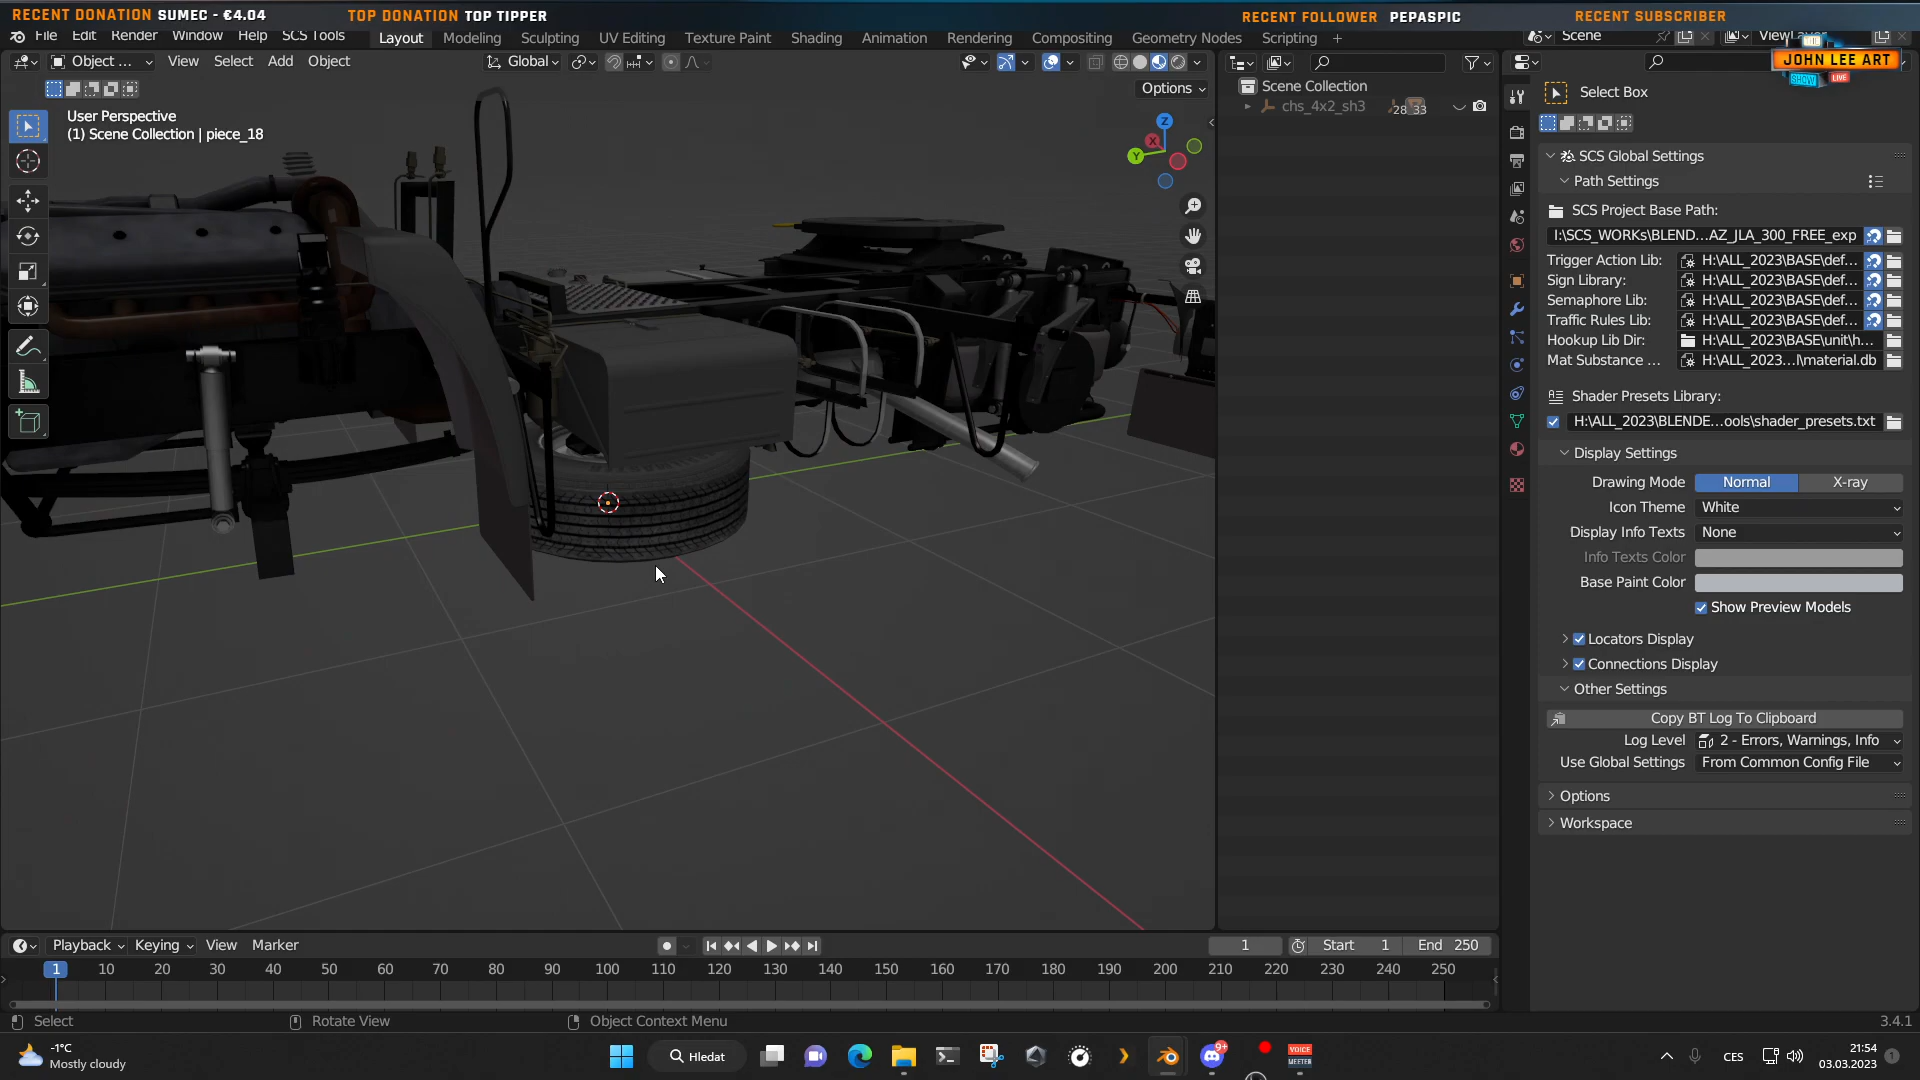 RECENT DONATION SUMEC - €4.04
TOP DONATION TOP TIPPER
RECENT FOLLOWER PEPASPIC
RECENT SUBSCRIBER
File Edit Render Window Help SCS Tools
Layout Modeling Sculpting UV Editing Texture Paint Shading Animation Rendering Compositing Geometry Nodes Scripting +
Scene
ViewLayer
JOHN LEE ART
SHOW LIVE
Object ... View Select Add Object
Global
Options
User Perspective
(1) Scene Collection | piece_18
Z
Y
X
Scene Collection
chs_4x2_sh3
28 33
Select Box
SCS Global Settings
Path Settings
SCS Project Base Path:
I:\SCS_WORKs\BLEND...AZ_JLA_300_FREE_exp
Trigger Action Lib: H:\ALL_2023\BASE\def...
Sign Library: H:\ALL_2023\BASE\def...
Semaphore Lib: H:\ALL_2023\BASE\def...
Traffic Rules Lib: H:\ALL_2023\BASE\def...
Hookup Lib Dir: H:\ALL_2023\BASE\unit\h...
Mat Substance ... H:\ALL_2023...l\material.db
Shader Presets Library:
H:\ALL_2023\BLENDE...ools\shader_presets.txt
Display Settings
Drawing Mode Normal X-ray
Icon Theme White
Display Info Texts None
Info Texts Color
Base Paint Color
Show Preview Models
Locators Display
Connections Display
Other Settings
Copy BT Log To Clipboard
Log Level 2 - Errors, Warnings, Info
Use Global Settings From Common Config File
Options
Workspace
Playback Keying View Marker
1 Start 1 End 250
1 10 20 30 40 50 60 70 80 90 100 110 120 130 140 150 160 170 180 190 200 210 220 230 240 250
Select Rotate View Object Context Menu
3.4.1
-1°C
Mostly cloudy
Hledat
9+
VOICE
MEETER
CES
21:54
03.03.2023
1